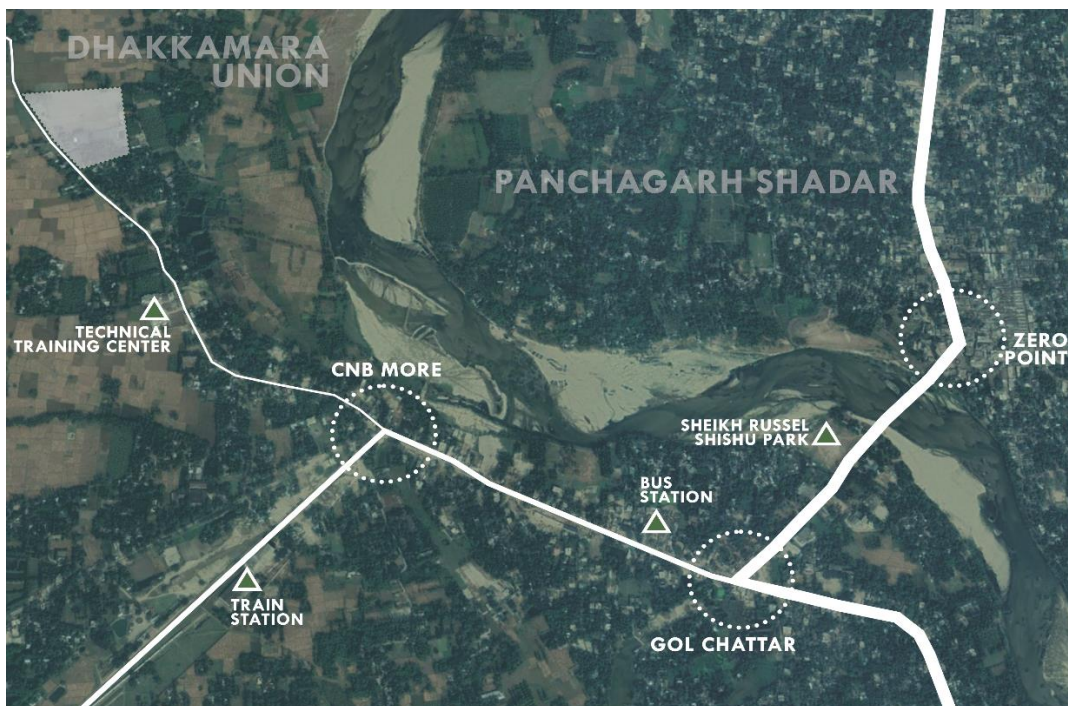 DHAKKAMARA
UNION
PANCHAGARH SHADAR
TECHNICAL
TRAINING CENTER
CNB MORE
ZERO
POINT
SHEIKH RUSSEL
SHISHU PARK
BUS
STATION
TRAIN
STATION
GOL CHATTAR